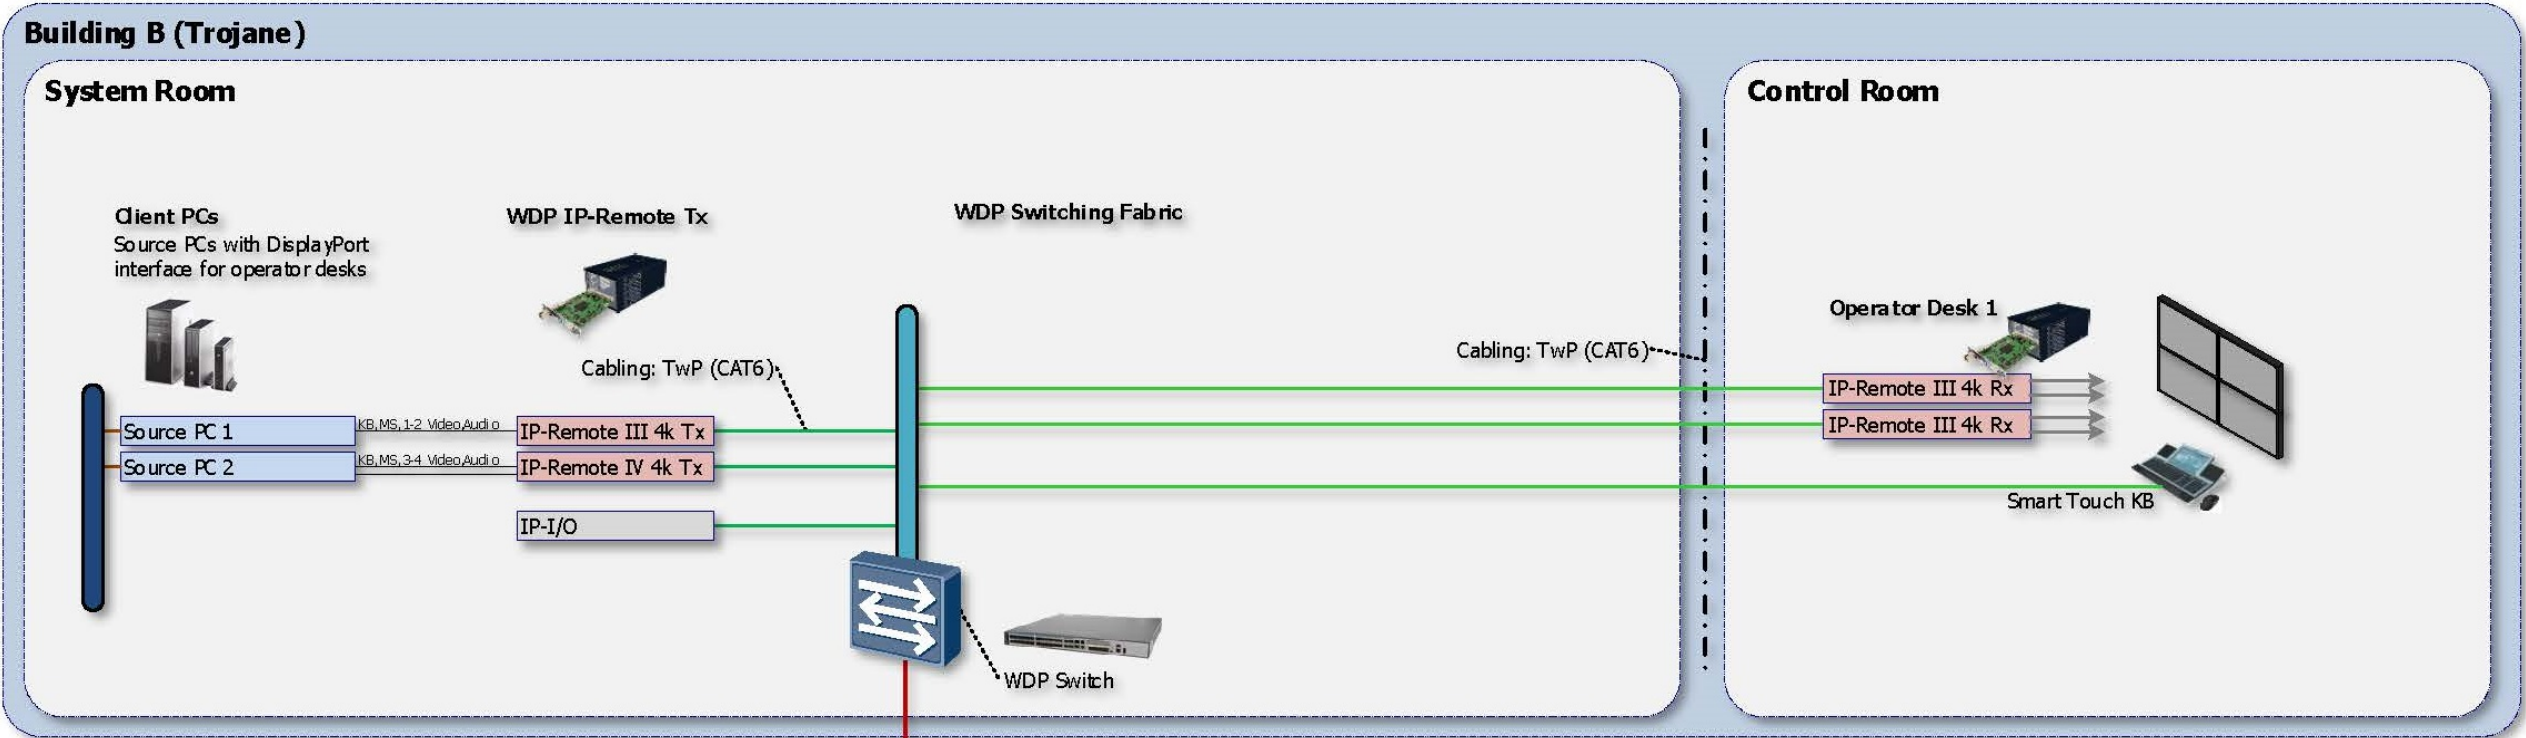 Building B (Trojane)
System Room
Control Room
Client PCs
Source PCs with DisplayPort
interface for operator desks
WDP IP-Remote Tx
WDP Switching Fabric
Operator Desk 1
Cabling: TwP (CAT6)
Cabling: TwP (CAT6)
Source PC 1
KB,MS,1-2 Video,Audio
IP-Remote III 4k Tx
IP-Remote III 4k Rx
Source PC 2
KB,MS,3-4 Video,Audio
IP-Remote IV 4k Tx
IP-Remote III 4k Rx
IP-I/O
Smart Touch KB
WDP Switch